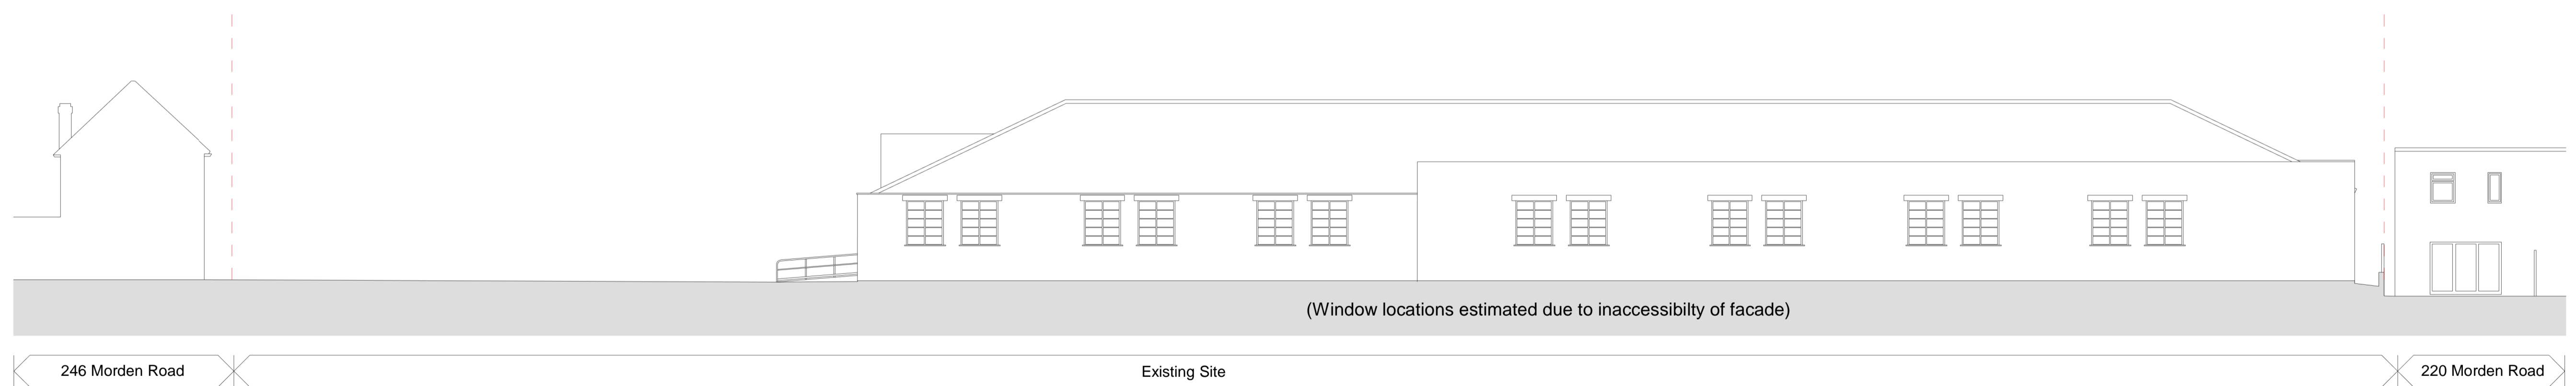 (Window locations estimated due to inaccessibilty of facade)
246 Morden Road
Existing Site
220 Morden Road